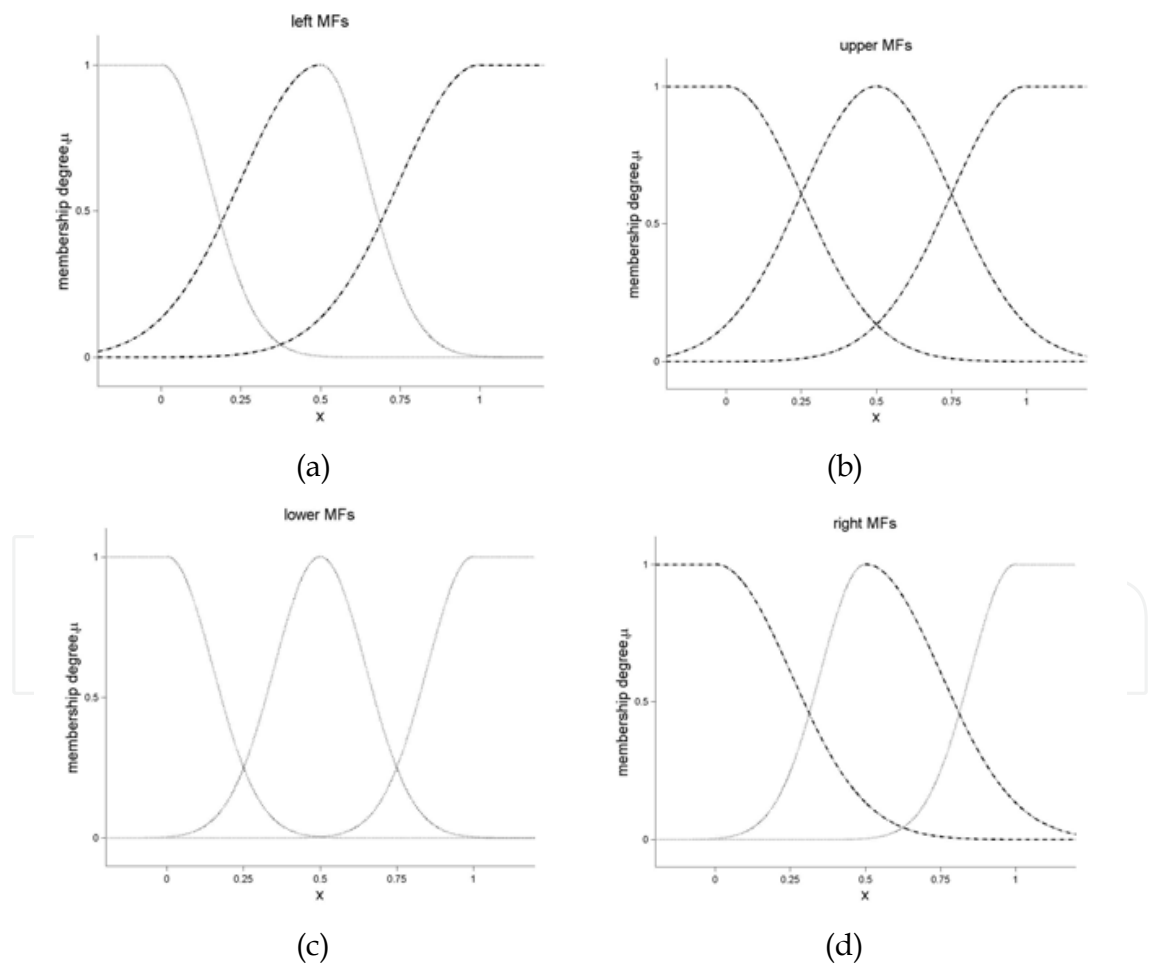 left MFs
membership degree,μ
1
0.5
0
0 0.25 0.5 0.75 1
x
(a)
upper MFs
membership degree,μ
1
0.5
0
0 0.25 0.5 0.75 1
x
(b)
lower MFs
membership degree,μ
1
0.5
0
0 0.25 0.5 0.75 1
x
(c)
right MFs
membership degree,μ
1
0.5
0
0 0.25 0.5 0.75 1
x
(d)